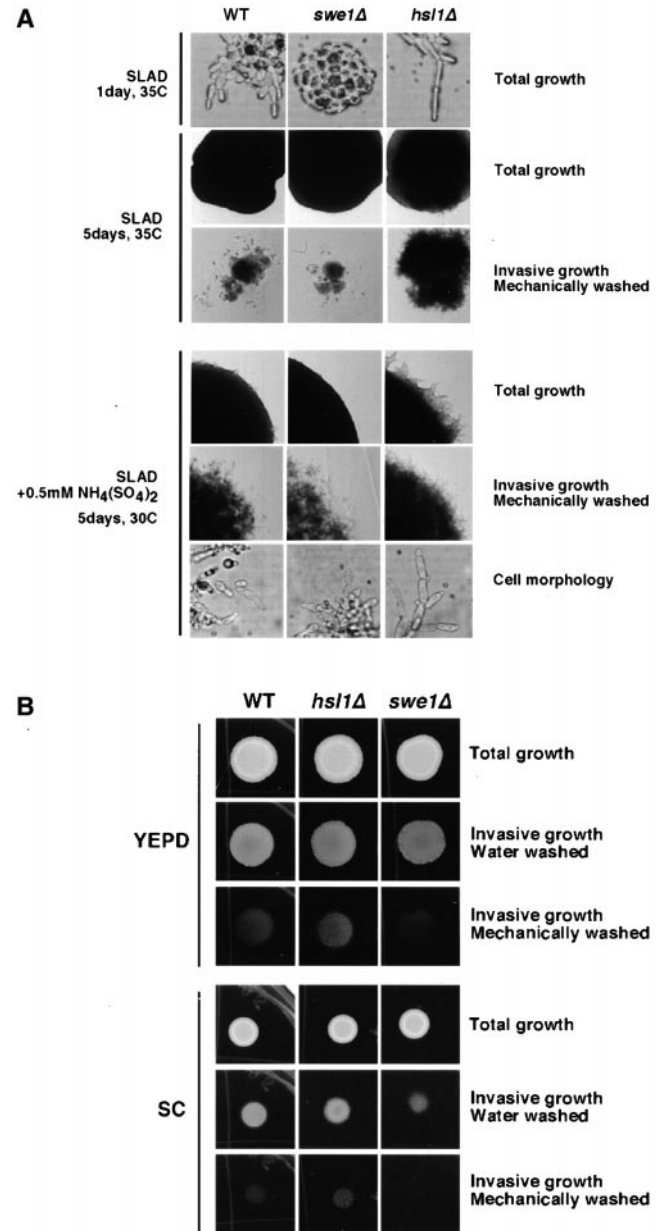 A
WT swe1Δ hsl1Δ
SLAD
1day, 35C
Total growth
Total growth
SLAD
5days, 35C
Invasive growth
Mechanically washed
Total growth
SLAD
+0.5mM NH4(SO4)2
5days, 30C
Invasive growth
Mechanically washed
Cell morphology
B
WT hsl1Δ swe1Δ
Total growth
YEPD
Invasive growth
Water washed
Invasive growth
Mechanically washed
Total growth
SC
Invasive growth
Water washed
Invasive growth
Mechanically washed